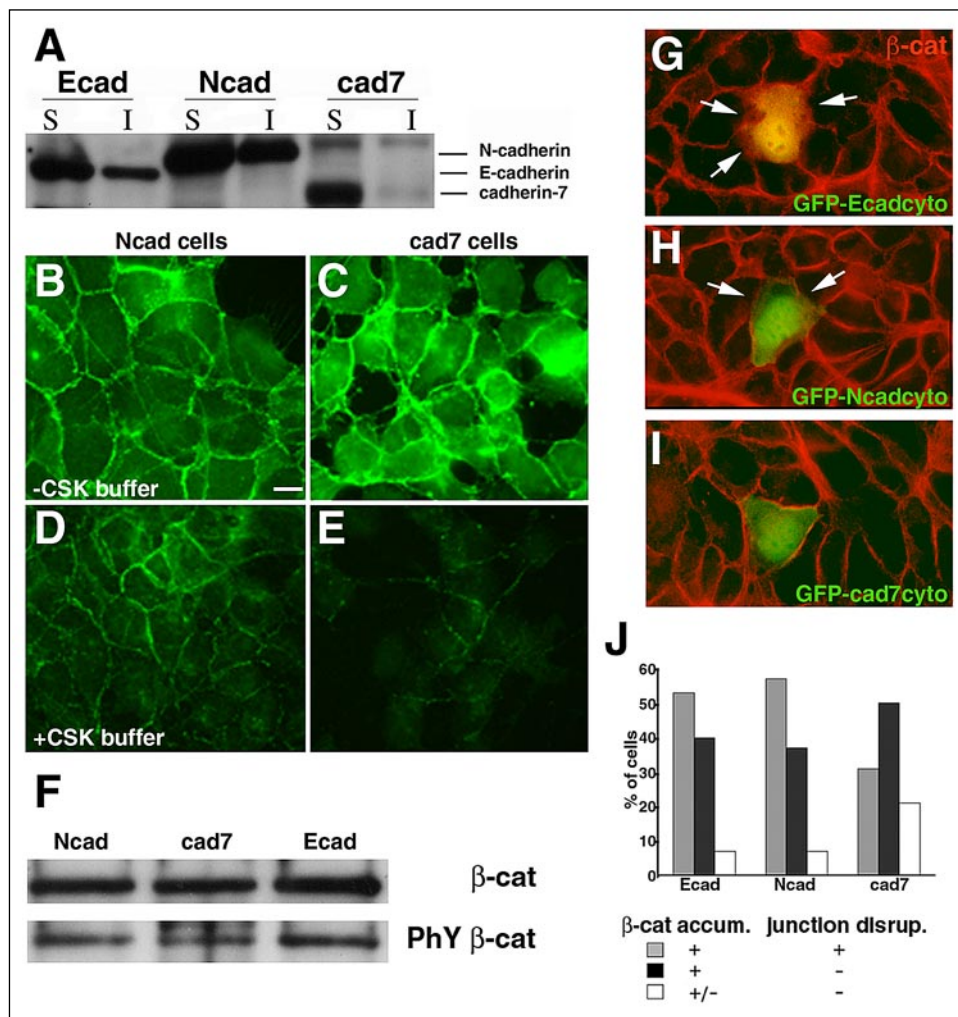 A
Ecad Ncad cad7
S I S I S I
N-cadherin
E-cadherin
cadherin-7
Ncad cells cad7 cells
B C
-CSK buffer
D E
+CSK buffer
F
Ncad cad7 Ecad
β-cat
PhY β-cat
G β-cat
GFP-Ecadcyto
H
GFP-Ncadcyto
I
GFP-cad7cyto
J
% of cells
60
50
40
30
20
10
0
Ecad Ncad cad7
β-cat accum. junction disrup.
+ +
+ -
+/- -